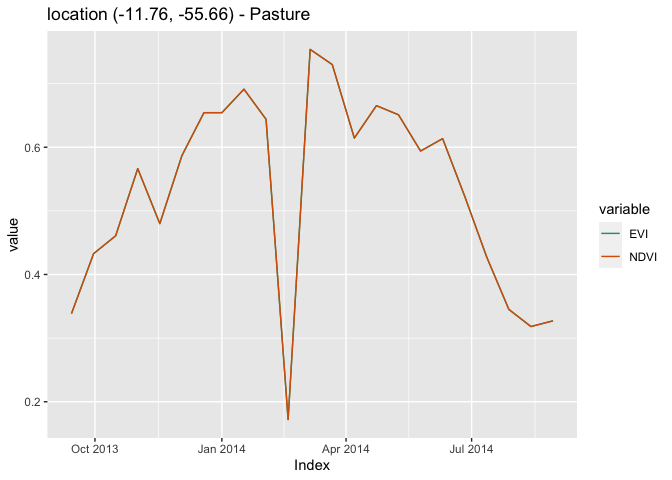 location (-11.76, -55.66) - Pasture
value
0.6
0.4
0.2
Oct 2013
Jan 2014
Apr 2014
Jul 2014
Index
variable
EVI
NDVI